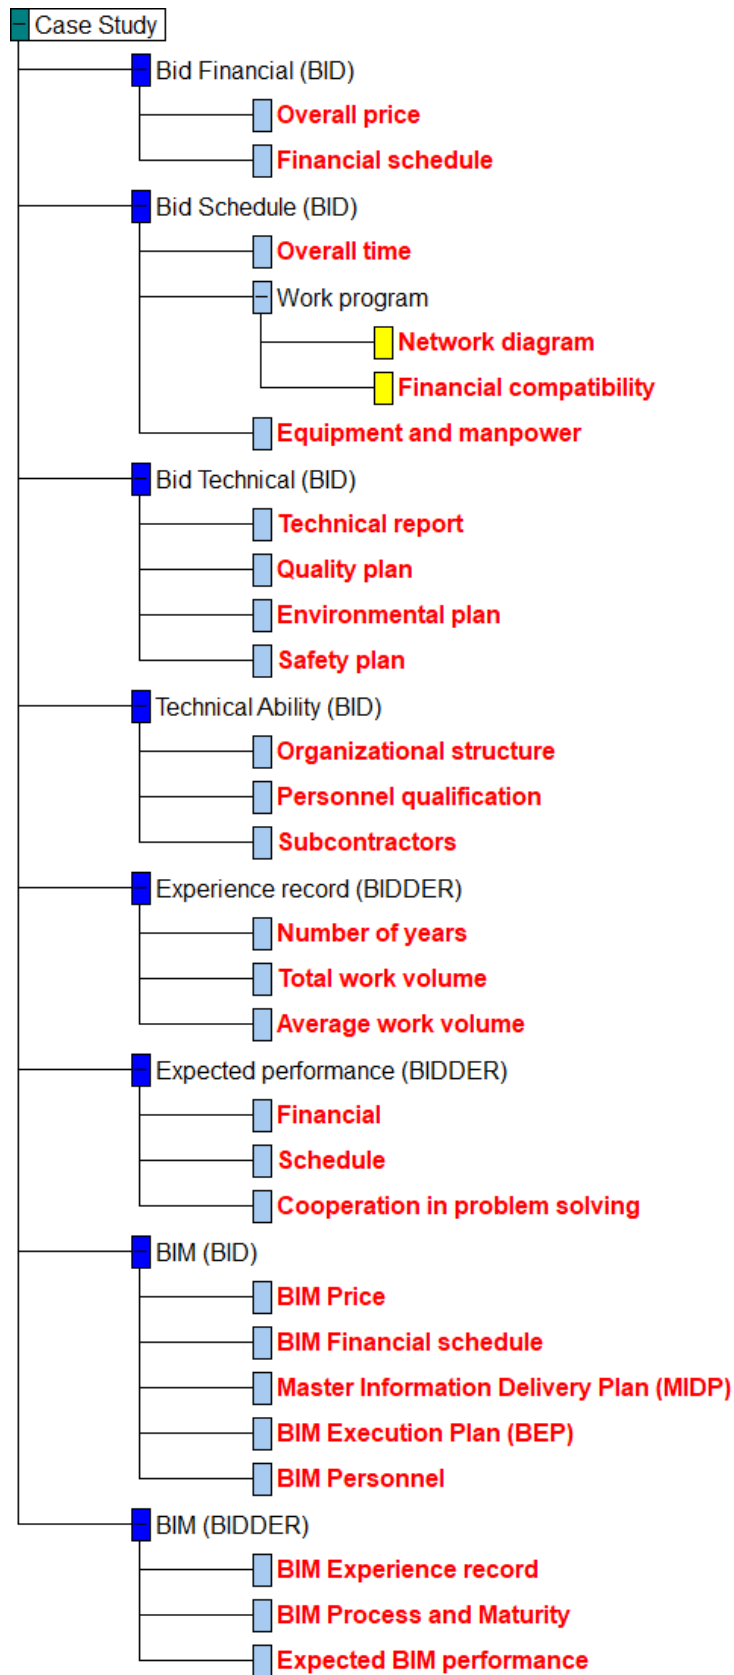 Case Study
Bid Financial (BID)
Overall price
Financial schedule
Bid Schedule (BID)
Overall time
Work program
Network diagram
Financial compatibility
Equipment and manpower
Bid Technical (BID)
Technical report
Quality plan
Environmental plan
Safety plan
Technical Ability (BID)
Organizational structure
Personnel qualification
Subcontractors
Experience record (BIDDER)
Number of years
Total work volume
Average work volume
Expected performance (BIDDER)
Financial
Schedule
Cooperation in problem solving
BIM (BID)
BIM Price
BIM Financial schedule
Master Information Delivery Plan (MIDP)
BIM Execution Plan (BEP)
BIM Personnel
BIM (BIDDER)
BIM Experience record
BIM Process and Maturity
Expected BIM performance